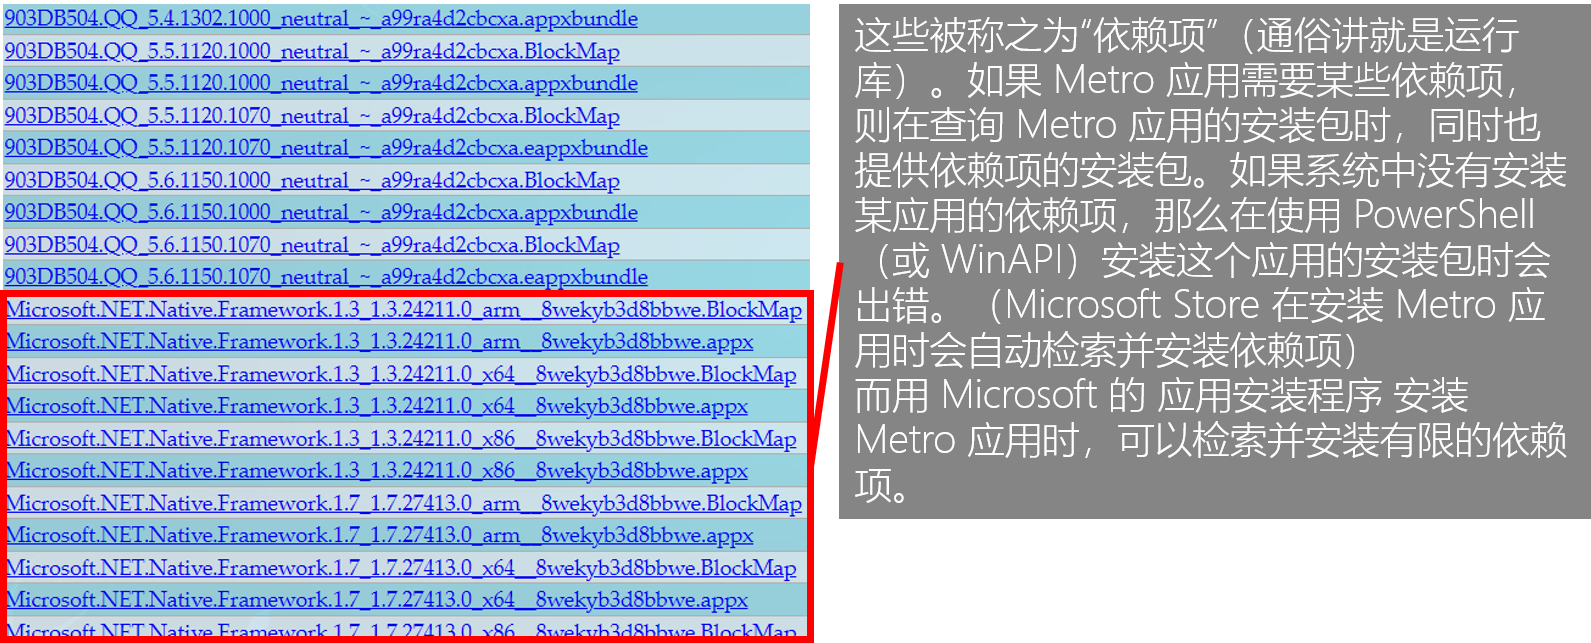 903DB504.QQ_5.4.1302.1000_neutral_~_a99ra4d2cbcxa.appxbundle
903DB504.QQ_5.5.1120.1000_neutral_~_a99ra4d2cbcxa.BlockMap
903DB504.QQ_5.5.1120.1000_neutral_~_a99ra4d2cbcxa.appxbundle
903DB504.QQ_5.5.1120.1070_neutral_~_a99ra4d2cbcxa.BlockMap
903DB504.QQ_5.5.1120.1070_neutral_~_a99ra4d2cbcxa.eappxbundle
903DB504.QQ_5.6.1150.1000_neutral_~_a99ra4d2cbcxa.BlockMap
903DB504.QQ_5.6.1150.1000_neutral_~_a99ra4d2cbcxa.appxbundle
903DB504.QQ_5.6.1150.1070_neutral_~_a99ra4d2cbcxa.BlockMap
903DB504.QQ_5.6.1150.1070_neutral_~_a99ra4d2cbcxa.eappxbundle
Microsoft.NET.Native.Framework.1.3_1.3.24211.0_arm__8wekyb3d8bbwe.BlockMap
Microsoft.NET.Native.Framework.1.3_1.3.24211.0_arm__8wekyb3d8bbwe.appx
Microsoft.NET.Native.Framework.1.3_1.3.24211.0_x64__8wekyb3d8bbwe.BlockMap
Microsoft.NET.Native.Framework.1.3_1.3.24211.0_x64__8wekyb3d8bbwe.appx
Microsoft.NET.Native.Framework.1.3_1.3.24211.0_x86__8wekyb3d8bbwe.BlockMap
Microsoft.NET.Native.Framework.1.3_1.3.24211.0_x86__8wekyb3d8bbwe.appx
Microsoft.NET.Native.Framework.1.7_1.7.27413.0_arm__8wekyb3d8bbwe.BlockMap
Microsoft.NET.Native.Framework.1.7_1.7.27413.0_arm__8wekyb3d8bbwe.appx
Microsoft.NET.Native.Framework.1.7_1.7.27413.0_x64__8wekyb3d8bbwe.BlockMap
Microsoft.NET.Native.Framework.1.7_1.7.27413.0_x64__8wekyb3d8bbwe.appx
Microsoft.NET.Native.Framework.1.7_1.7.27413.0_x86__8wekyb3d8bbwe.BlockMap
这些被称之为“依赖项”（通俗讲就是运行
库）。如果 Metro 应用需要某些依赖项，
则在查询 Metro 应用的安装包时，同时也
提供依赖项的安装包。如果系统中没有安装
某应用的依赖项，那么在使用 PowerShell
（或 WinAPI）安装这个应用的安装包时会
出错。（Microsoft Store 在安装 Metro 应
用时会自动检索并安装依赖项）
而用 Microsoft 的 应用安装程序 安装
Metro 应用时，可以检索并安装有限的依赖
项。